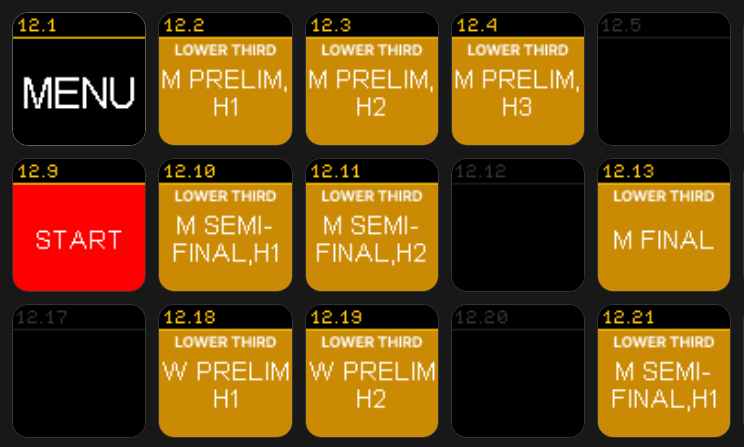 12.1
MENU
12.2
LOWER THIRD
M PRELIM,
H1
12.3
LOWER THIRD
M PRELIM,
H2
12.4
LOWER THIRD
M PRELIM,
H3
12.5
12.9
START
12.10
LOWER THIRD
M SEMI-
FINAL,H1
12.11
LOWER THIRD
M SEMI-
FINAL,H2
12.12
12.13
LOWER THIRD
M FINAL
12.17
12.18
LOWER THIRD
W PRELIM
H1
12.19
LOWER THIRD
W PRELIM
H2
12.20
12.21
LOWER THIRD
M SEMI-
FINAL,H1